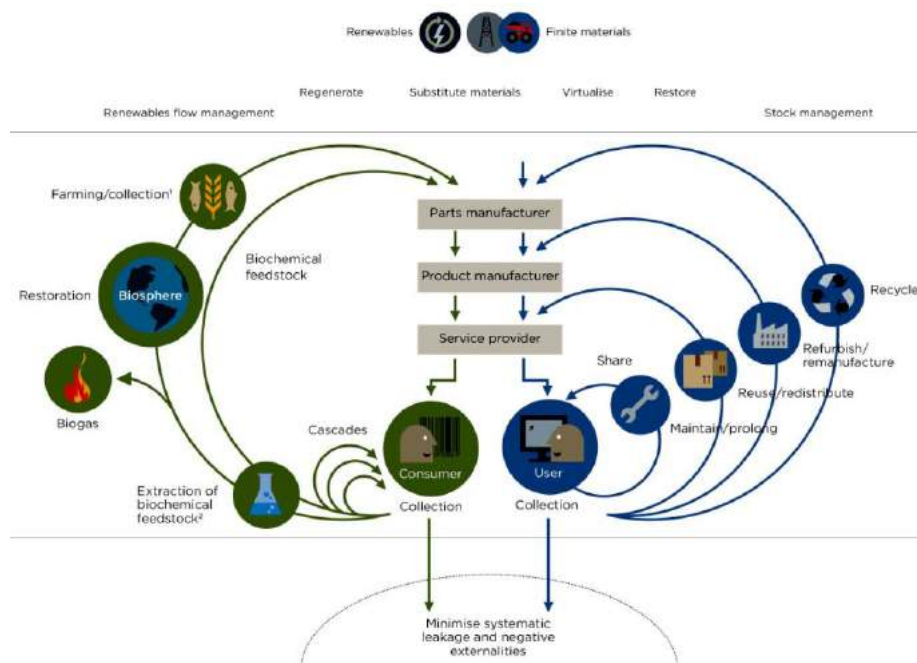 Renewables
Finite materials
Regenerate
Substitute materials
Virtualise
Restore
Renewables flow management
Stock management
Farming/collection¹
Parts manufacturer
Biochemical
feedstock
Product manufacturer
Restoration
Biosphere
Recycle
Service provider
Share
Refurbish/
remanufacture
Reuse/redistribute
Biogas
Cascades
Maintain/prolong
Consumer
User
Extraction of
biochemical
feedstock²
Collection
Collection
Minimise systematic
leakage and negative
externalities